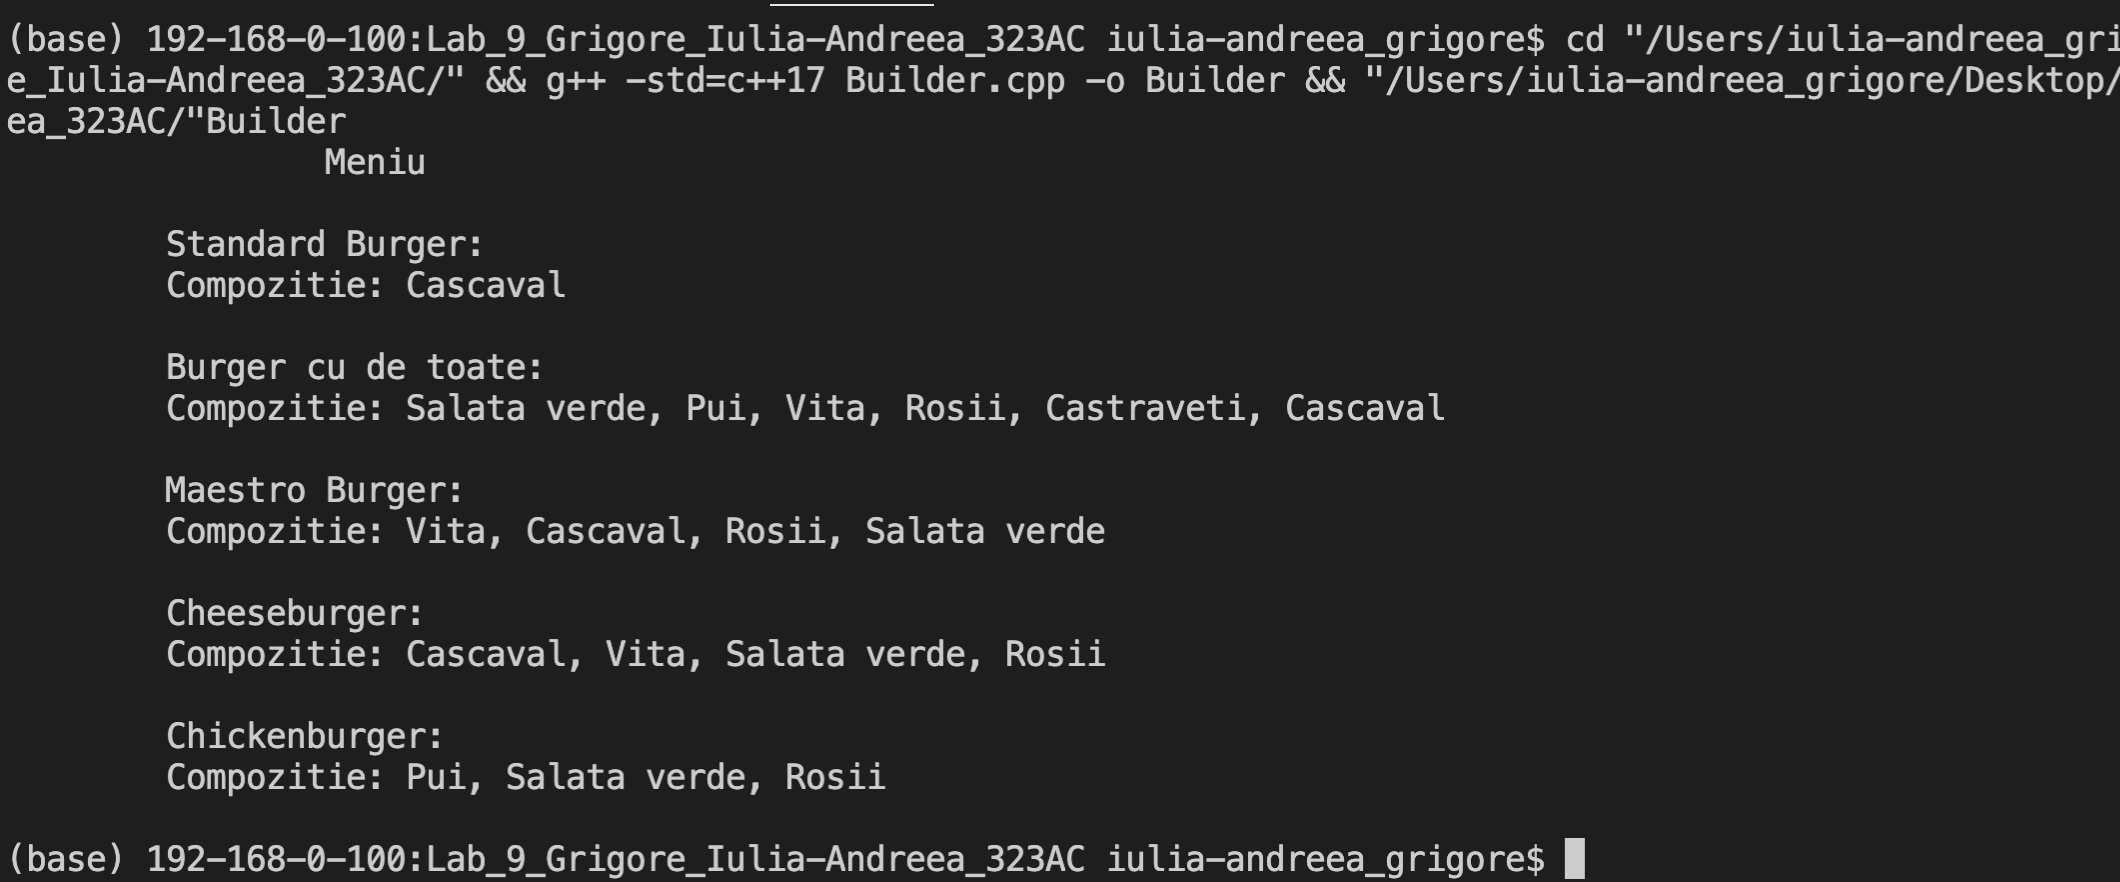 (base) 192-168-0-100:Lab_9_Grigore_Iulia-Andreea_323AC iulia-andreea_grigore$ cd "/Users/iulia-andreea_gri
e_Iulia-Andreea_323AC/" && g++ -std=c++17 Builder.cpp -o Builder && "/Users/iulia-andreea_grigore/Desktop/
ea_323AC/"Builder
Meniu
Standard Burger:
Compozitie: Cascaval
Burger cu de toate:
Compozitie: Salata verde, Pui, Vita, Rosii, Castraveti, Cascaval
Maestro Burger:
Compozitie: Vita, Cascaval, Rosii, Salata verde
Cheeseburger:
Compozitie: Cascaval, Vita, Salata verde, Rosii
Chickenburger:
Compozitie: Pui, Salata verde, Rosii
(base) 192-168-0-100:Lab_9_Grigore_Iulia-Andreea_323AC iulia-andreea_grigore$